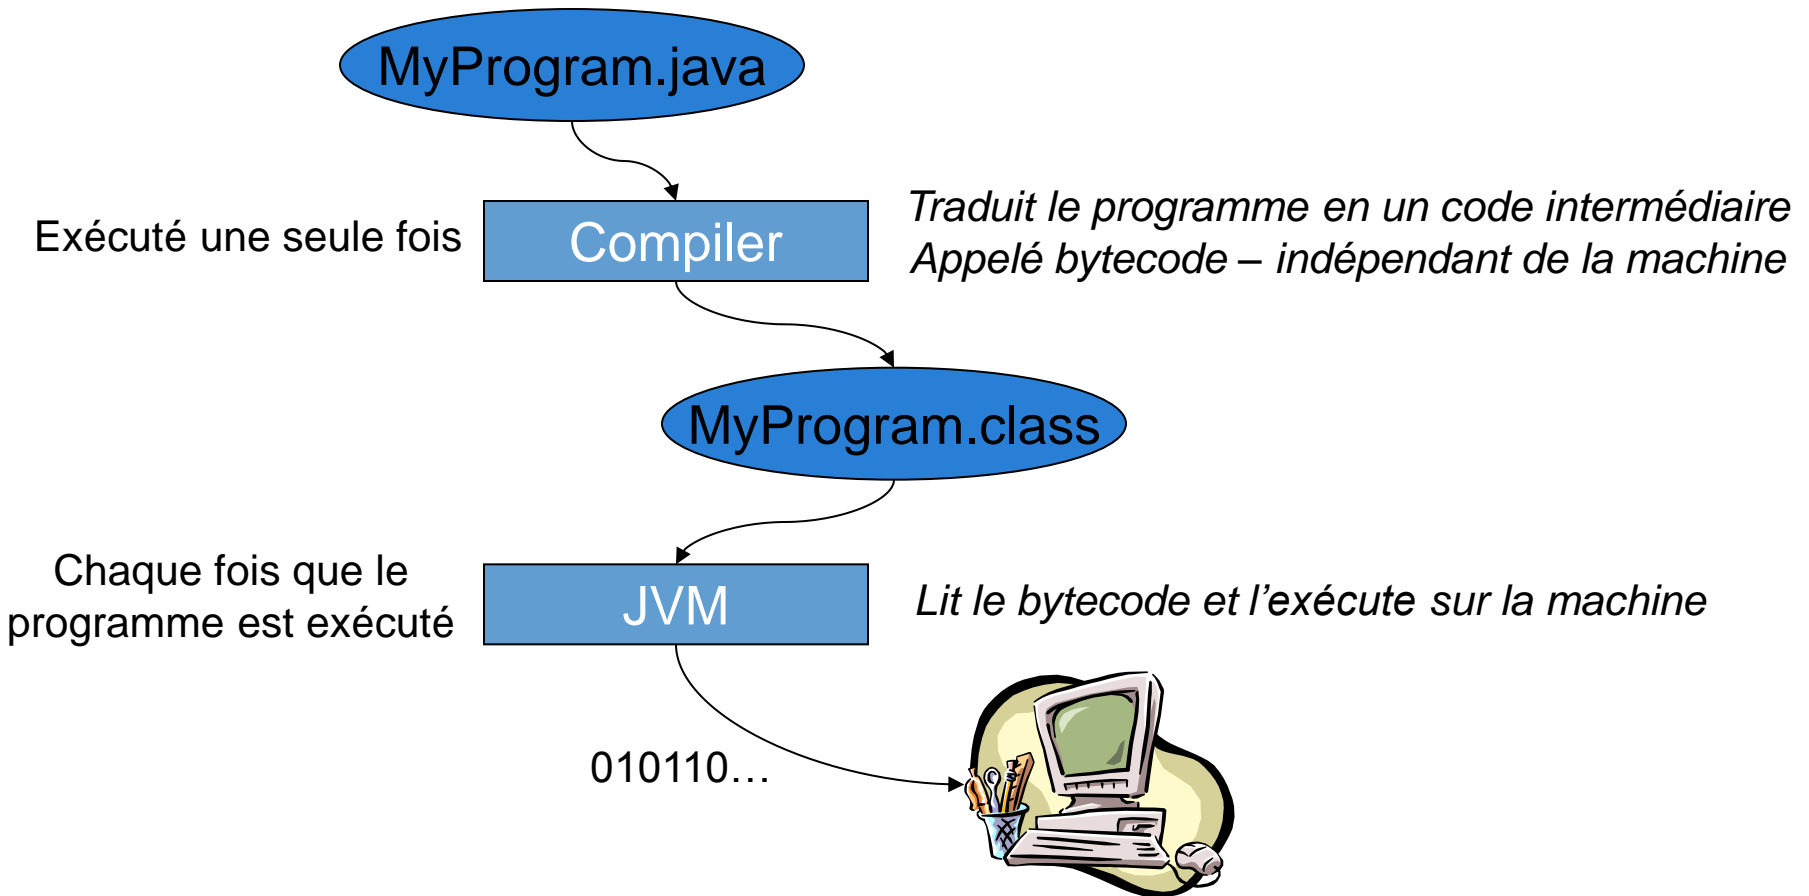 MyProgram.java
Exécuté une seule fois
Compiler
Traduit le programme en un code intermédiaire
Appelé bytecode – indépendant de la machine
MyProgram.class
Chaque fois que le
programme est exécuté
JVM
Lit le bytecode et l’exécute sur la machine
010110…